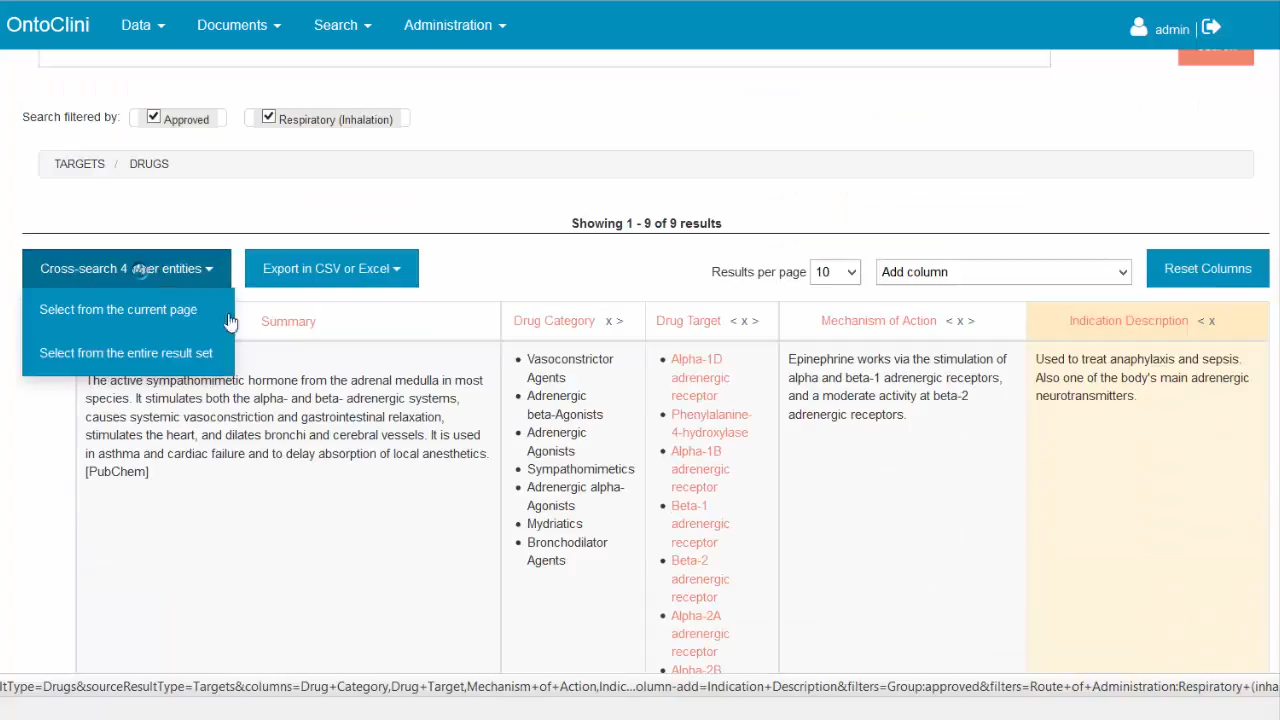 OntoClini Data Documents Search Administration admin
Search filtered by: Approved Respiratory (Inhalation)
TARGETS / DRUGS
Showing 1 - 9 of 9 results
Cross-search 4 entities Export in CSV or Excel Results per page 10 Add column Reset Columns
Select from the current page
Select from the entire result set
Summary
Drug Category x >
Drug Target < x >
Mechanism of Action < x >
Indication Description < x
The active sympathomimetic hormone from the adrenal medulla in most
species. It stimulates both the alpha- and beta- adrenergic systems,
causes systemic vasoconstriction and gastrointestinal relaxation,
stimulates the heart, and dilates bronchi and cerebral vessels. It is used
in asthma and cardiac failure and to delay absorption of local anesthetics.
[PubChem]
• Vasoconstrictor
Agents
• Adrenergic
beta-Agonists
• Adrenergic
Agonists
• Sympathomimetics
• Adrenergic alpha-
Agonists
• Mydriatics
• Bronchodilator
Agents
• Alpha-1D
adrenergic
receptor
• Phenylalanine-
4-hydroxylase
• Alpha-1B
adrenergic
receptor
• Beta-1
adrenergic
receptor
• Beta-2
adrenergic
receptor
• Alpha-2A
adrenergic
receptor
• Alpha-2B
Epinephrine works via the stimulation of
alpha and beta-1 adrenergic receptors,
and a moderate activity at beta-2
adrenergic receptors.
Used to treat anaphylaxis and sepsis.
Also one of the body's main adrenergic
neurotransmitters.
ltType=Drugs&sourceResultType=Targets&columns=Drug+Category,Drug+Target,Mechanism+of+Action,Indic...olumn-add=Indication+Description&filters=Group:approved&filters=Route+of+Administration:Respiratory+(inha